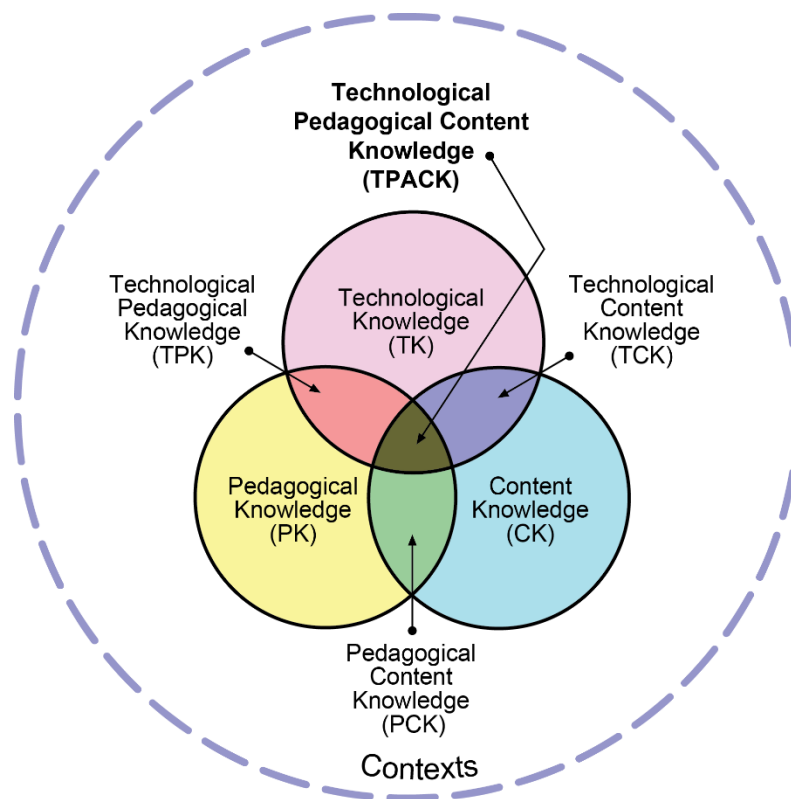 Technological
Pedagogical Content
Knowledge
(TPACK)
Technological
Pedagogical
Knowledge
(TPK)
Technological
Knowledge
(TK)
Technological
Content
Knowledge
(TCK)
Pedagogical
Knowledge
(PK)
Content
Knowledge
(CK)
Pedagogical
Content
Knowledge
(PCK)
Contexts